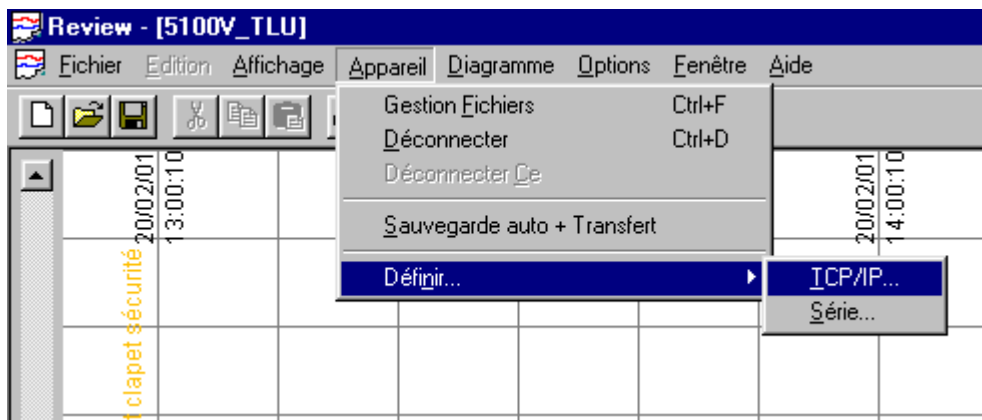 Review - [5100V_TLU]
Fichier Edition Affichage Appareil Diagramme Options Fenêtre Aide
Gestion Fichiers Ctrl+F
Déconnecter Ctrl+D
Déconnecter Ce
Sauvegarde auto + Transfert
Définir...
TCP/IP...
Série...
20/02/01
13:00:10
20/02/01
14:00:10
clapet sécurité